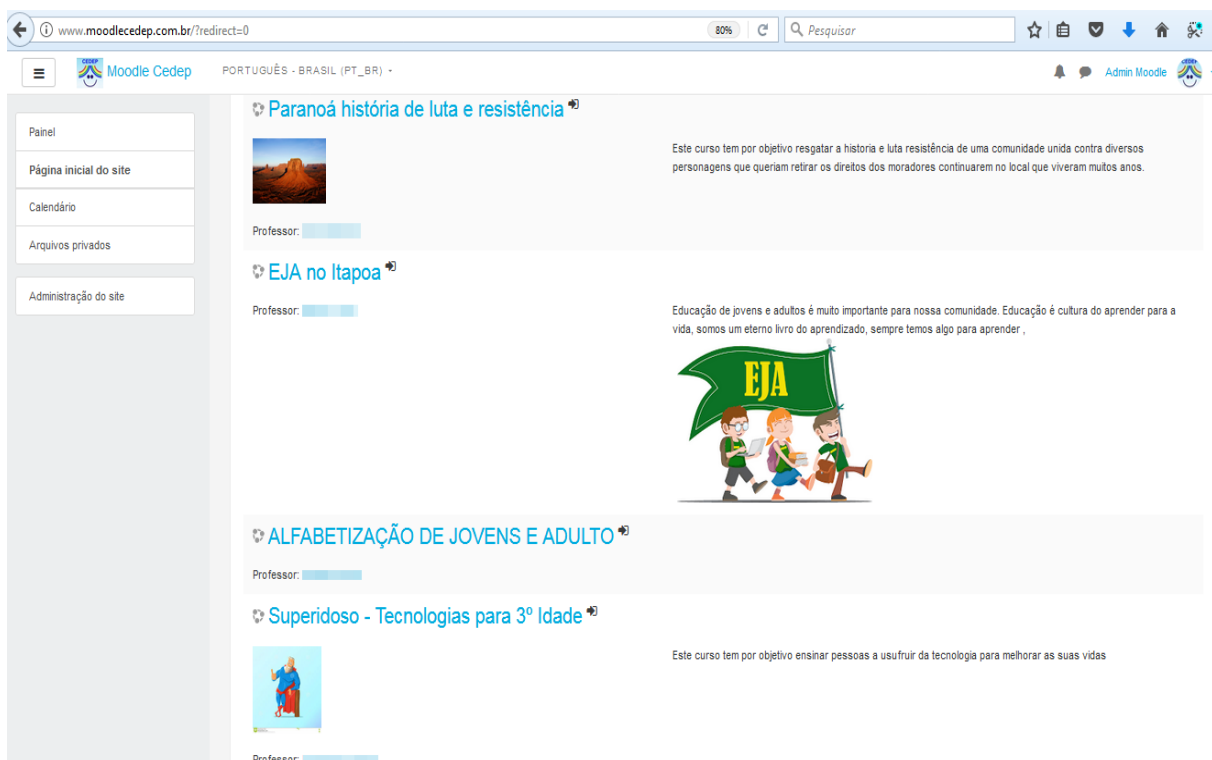 www.moodlecedep.com.br/?redirect=0
80%
Pesquisar
CEDEP
Moodle Cedep
PORTUGUÊS - BRASIL (PT_BR)
Admin Moodle
Painel
Página inicial do site
Calendário
Arquivos privados
Administração do site
Paranoá história de luta e resistência
Este curso tem por objetivo resgatar a historia e luta resistência de uma comunidade unida contra diversos
personagens que queriam retirar os direitos dos moradores continuarem no local que viveram muitos anos.
Professor:
EJA no Itapoa
Professor:
Educação de jovens e adultos é muito importante para nossa comunidade. Educação é cultura do aprender para a
vida, somos um eterno livro do aprendizado, sempre temos algo para aprender ,
EJA
ALFABETIZAÇÃO DE JOVENS E ADULTO
Professor:
Superidoso - Tecnologias para 3º Idade
Este curso tem por objetivo ensinar pessoas a usufruir da tecnologia para melhorar as suas vidas
Professor: